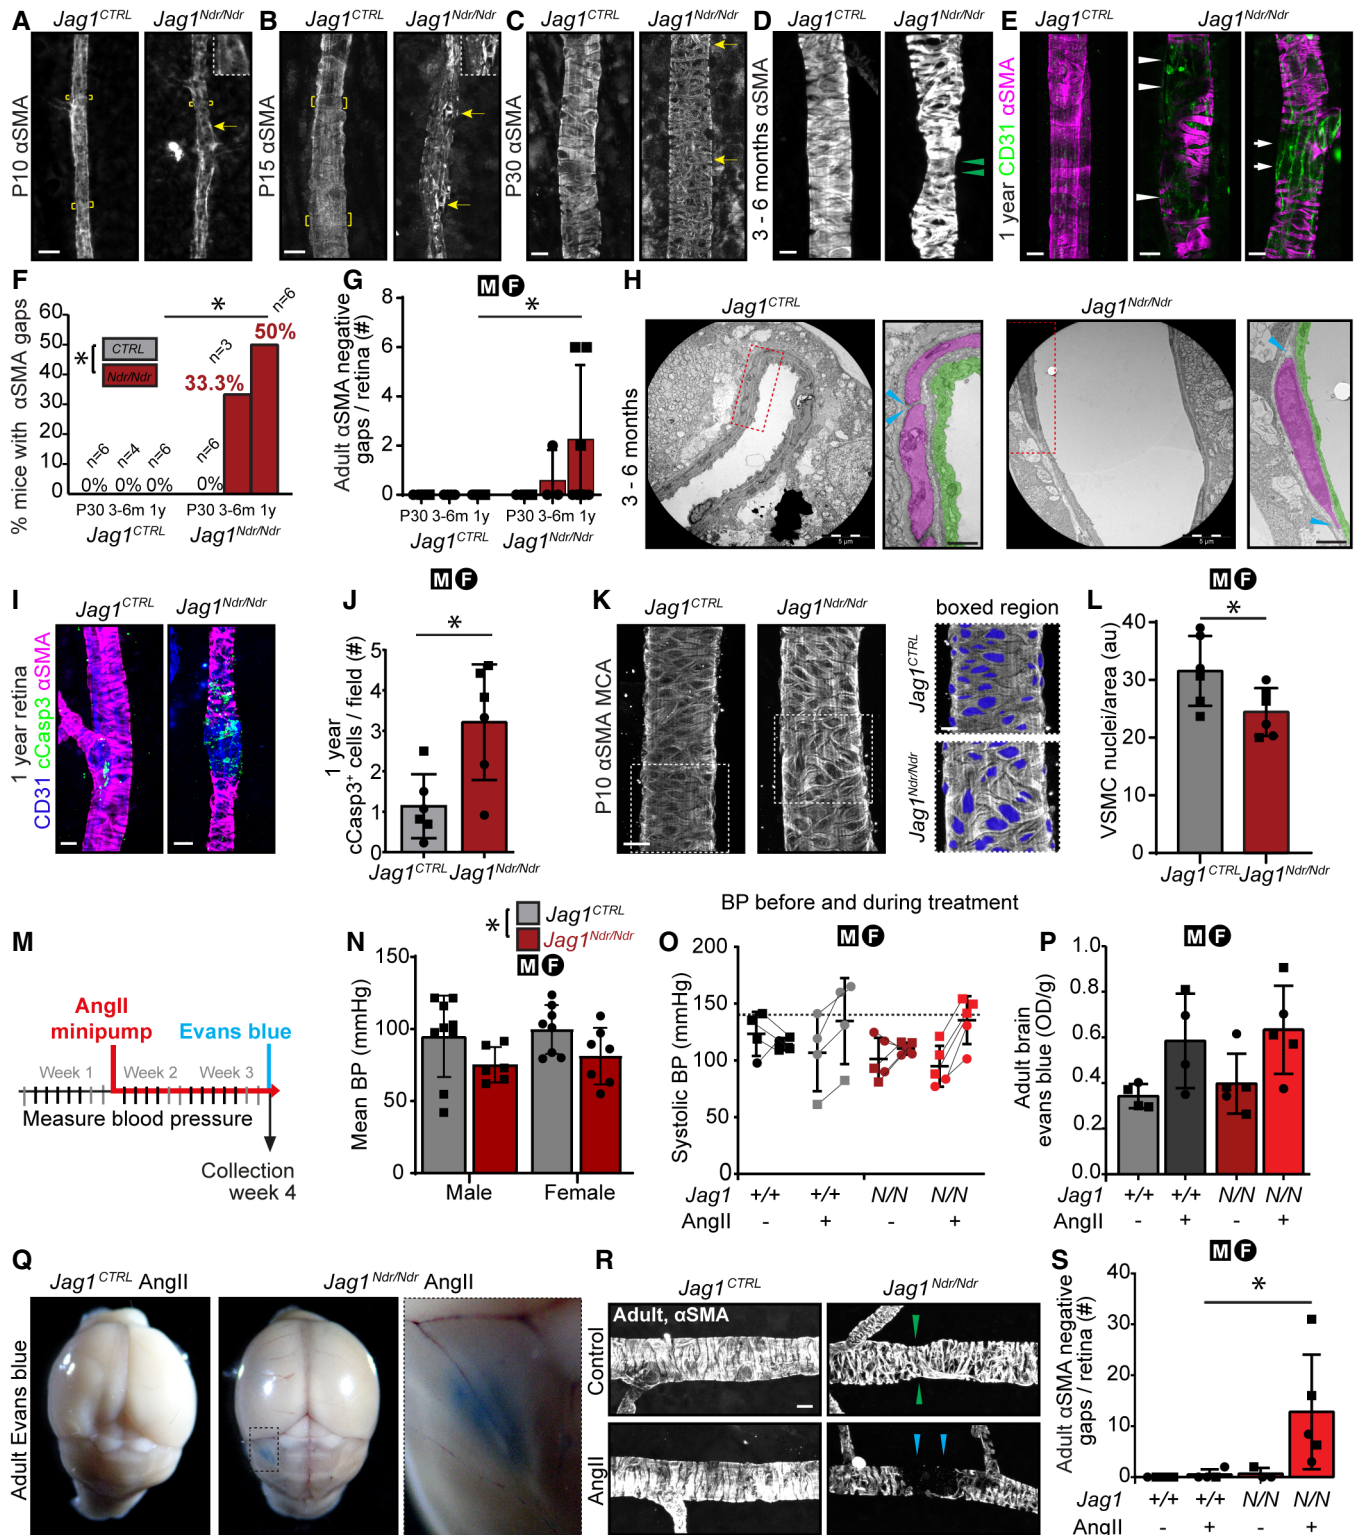 A
Jag1CTRL
Jag1Ndr/Ndr
P10 αSMA
B
Jag1CTRL
Jag1Ndr/Ndr
P15 αSMA
C
Jag1CTRL
Jag1Ndr/Ndr
P30 αSMA
D
Jag1CTRL
Jag1Ndr/Ndr
3 - 6 months αSMA
E
Jag1CTRL
Jag1Ndr/Ndr
1 year CD31 αSMA
F
% mice with αSMA gaps
60
50
40
30
20
10
0
*
*
CTRL
Ndr/Ndr
n=6
n=4
n=6
n=6
n=3
n=6
0%
0%
0%
0%
33.3%
50%
P30 3-6m 1y
P30 3-6m 1y
Jag1CTRL
Jag1Ndr/Ndr
G
M F
*
Adult αSMA negative
gaps / retina (#)
8
6
4
2
0
P30 3-6m 1y
P30 3-6m 1y
Jag1CTRL
Jag1Ndr/Ndr
H
Jag1CTRL
Jag1Ndr/Ndr
3 - 6 months
5 µm
5 µm
I
Jag1CTRL
Jag1Ndr/Ndr
1 year retina
CD31 cCasp3 αSMA
J
M F
*
1 year
cCasp3+ cells / field (#)
5
4
3
2
1
0
Jag1CTRL
Jag1Ndr/Ndr
K
Jag1CTRL
Jag1Ndr/Ndr
boxed region
P10 αSMA MCA
Jag1CTRL
Jag1Ndr/Ndr
L
M F
*
VSMC nuclei/area (au)
40
30
20
10
0
Jag1CTRL
Jag1Ndr/Ndr
M
AngII
minipump
Evans blue
Week 1
Week 2
Week 3
Measure blood pressure
Collection
week 4
N
*
Jag1CTRL
Jag1Ndr/Ndr
M F
Mean BP (mmHg)
150
100
50
0
Male
Female
BP before and during treatment
O
M F
Systolic BP (mmHg)
200
150
100
50
0
Jag1 +/+ +/+ N/N N/N
AngII - + - +
P
M F
Adult brain
evans blue (OD/g)
1.0
0.8
0.6
0.4
0.2
0.0
+/+ +/+ N/N N/N
- + - +
Q
Jag1CTRL AngII
Jag1Ndr/Ndr AngII
Adult Evans blue
R
Jag1CTRL
Jag1Ndr/Ndr
Adult, αSMA
Control
AngII
S
M F
*
Adult αSMA negative
gaps / retina (#)
40
30
20
10
0
Jag1 +/+ +/+ N/N N/N
AngII - + - +